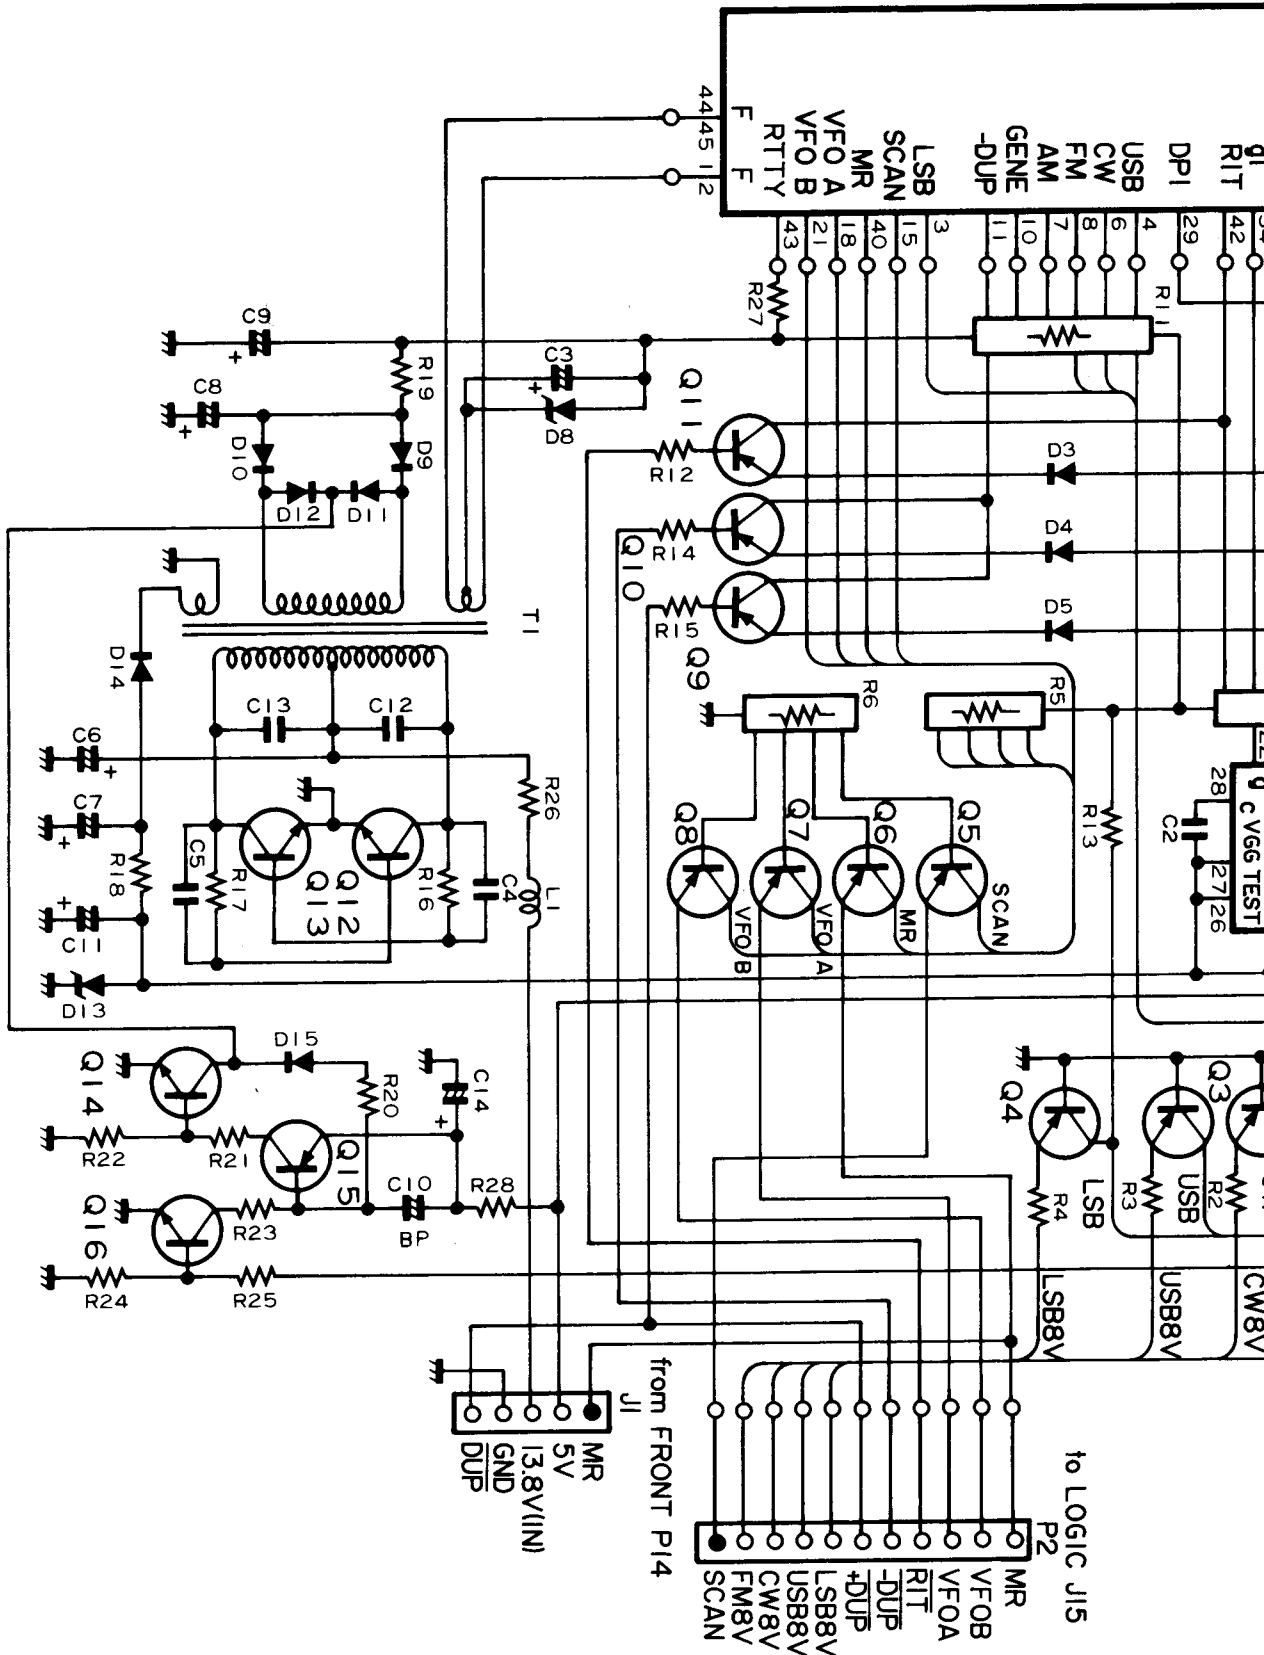 44 45
1 2
F
F
RTTY
VFO B
VFO A
MR
SCAN
LSB
-DUP
GENE
AM
FM
CW
USB
DPI
RIT
43
21
18
40
15
3
11
10
7
8
6
4
29
42
R27
R11
C9
R19
C3
C8
D8
D10
D9
D12
D11
Q11
R12
D3
Q10
R14
D4
R15
D5
Q9
T1
D14
C13
C12
R6
R5
C6
R26
C7
R13
C2
28
27
26
C VGG TEST
Q8
Q7
Q6
Q5
C5
R18
R17
Q13
Q12
R16
C4
L1
C11
VFO B
VFO A
MR
SCAN
D13
Q14
D15
R20
C14
Q4
Q3
R22
R21
Q15
C10
BP
R28
LSB
USB
R4
R3
R2
Q16
R23
R24
R25
LSB8V
USB8V
CW8V
from FRONT P14
J1
MR
5V
13.8V(IN)
GND
DUP
to LOGIC J15
P2
MR
VFOB
VFOA
RIT
-DUP
+DUP
LSB8V
USB8V
CW8V
FM8V
SCAN